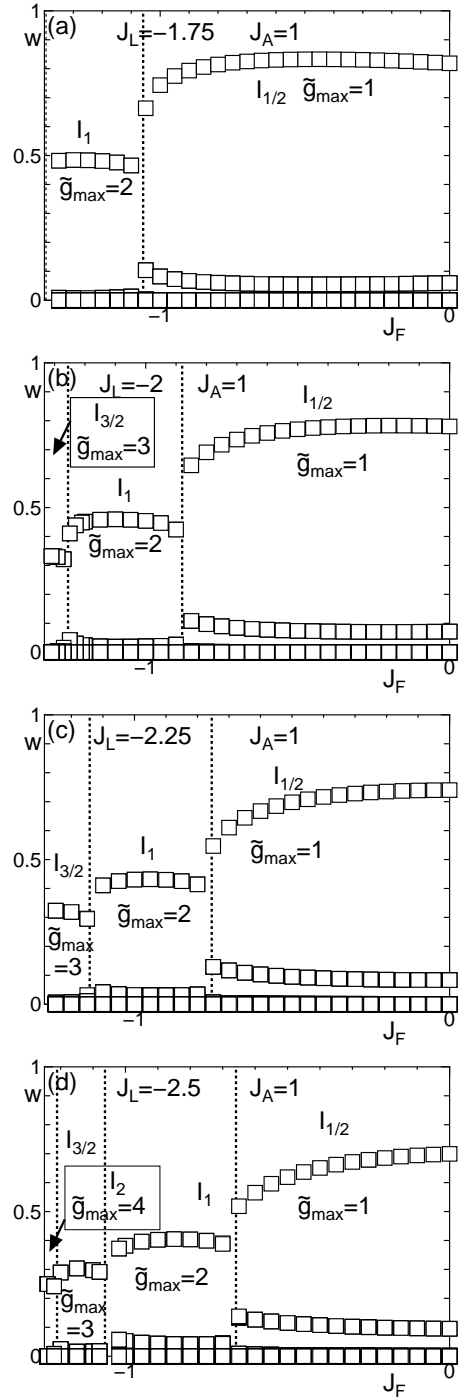 (a) J_L=−1.75 J_A=1
1
w
I_{1/2} g̃_max=1
I_1
0.5
g̃_max=2
0
−1 0
J_F
(b) J_L=−2 J_A=1
1
w
I_{3/2} I_{1/2}
g̃_max=3
I_1 g̃_max=1
0.5
g̃_max=2
0
−1 0
J_F
(c) J_L=−2.25 J_A=1
1
w
I_{1/2}
I_{3/2} I_1 g̃_max=1
0.5
g̃_max g̃_max=2
=3
0
−1 0
J_F
(d) J_L=−2.5 J_A=1
1
w
I_{3/2} I_{1/2}
I_2 I_1
g̃_max=4 g̃_max=1
0.5
g̃_max g̃_max=2
=3
0
−1 0
J_F